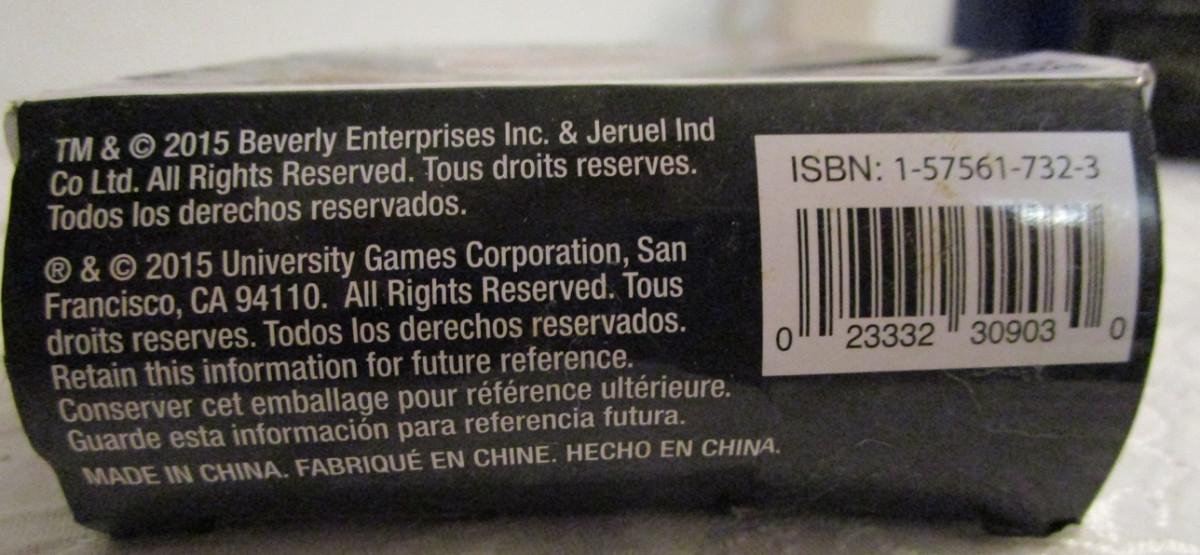 TM & © 2015 Beverly Enterprises Inc. & Jeruel Ind
Co Ltd. All Rights Reserved. Tous droits reserves.
Todos los derechos reservados.
® & © 2015 University Games Corporation, San
Francisco, CA 94110. All Rights Reserved. Tous
droits reserves. Todos los derechos reservados.
Retain this information for future reference.
Conserver cet emballage pour référence ultérieure.
Guarde esta información para referencia futura.
MADE IN CHINA. FABRIQUÉ EN CHINE. HECHO EN CHINA.
ISBN: 1-57561-732-3
0 23332 30903 0